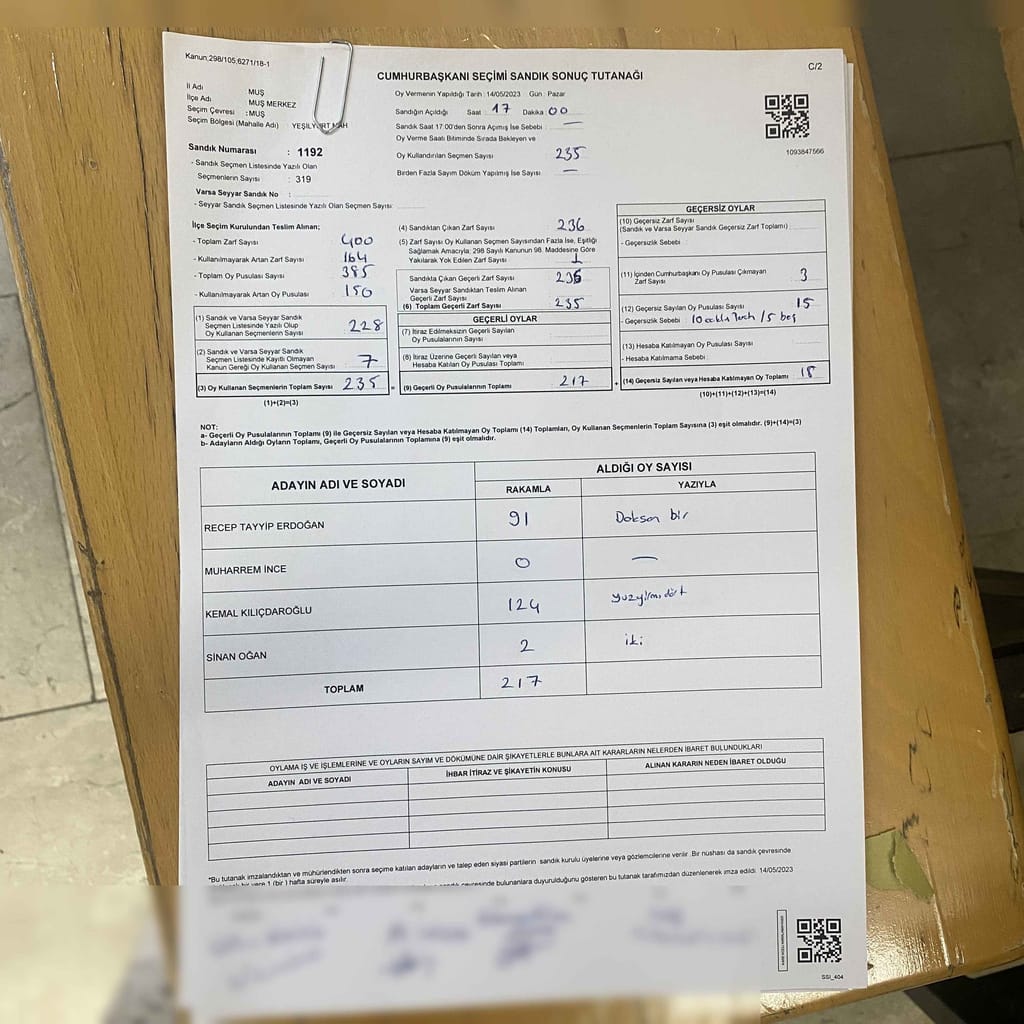 Kanun;298/105;6271/18-1
C/2
CUMHURBAŞKANI SEÇİMİ SANDIK SONUÇ TUTANAĞI
İl Adı MUŞ
İlçe Adı MUŞ MERKEZ
Seçim Çevresi : MUŞ
Seçim Bölgesi (Mahalle Adı) YEŞİLYURT MAH
Oy Vermenin Yapıldığı Tarih : 14/05/2023 Gün : Pazar
Sandığın Açıldığı Saat : 17 Dakika : 00
Sandık Saat 17 00'den Sonra Açımış İse Sebebi : —
Oy Verme Saati Bitiminde Sırada Bekleyen ve
Oy Kullandırılan Seçmen Sayısı 235
Birden Fazla Sayım Döküm Yapılmış İse Sayısı —
1093847566
Sandık Numarası : 1192
- Sandık Seçmen Listesinde Yazılı Olan
Seçmenlerin Sayısı : 319
Varsa Seyyar Sandık No :
- Seyyar Sandık Seçmen Listesinde Yazılı Olan Seçmen Sayısı:
İlçe Seçim Kurulundan Teslim Alınan;
- Toplam Zarf Sayısı 400
- Kullanılmayarak Artan Zarf Sayısı 164
- Toplam Oy Pusulası Sayısı 385
- Kullanılmayarak Artan Oy Pusulası 150
(1) Sandık ve Varsa Seyyar Sandık
Seçmen Listesinde Yazılı Olup
Oy Kullanan Seçmenlerin Sayısı 228
(2) Sandık ve Varsa Seyyar Sandık
Seçmen Listesinde Kayıtlı Olmayan
Kanun Gereği Oy Kullanan Seçmen Sayısı 7
(3) Oy Kullanan Seçmenlerin Toplam Sayısı 235
(1)+(2)=(3)
(4) Sandıktan Çıkan Zarf Sayısı 236
(5) Zarf Sayısı Oy Kullanan Seçmen Sayısından Fazla İse, Eşitliği
Sağlamak Amacıyla; 298 Sayılı Kanunun 98. Maddesine Göre
Yakılarak Yok Edilen Zarf Sayısı 1
Sandıkta Çıkan Geçerli Zarf Sayısı 235
Varsa Seyyar Sandıktan Teslim Alınan
Geçerli Zarf Sayısı
(6) Toplam Geçerli Zarf Sayısı 235
GEÇERLİ OYLAR
(7) İtiraz Edilmeksizin Geçerli Sayılan
Oy Pusulalarının Sayısı
(8) İtiraz Üzerine Geçerli Sayılan veya
Hesaba Katılan Oy Pusulası Toplamı
= (9) Geçerli Oy Pusulalarının Toplamı 217
GEÇERSİZ OYLAR
(10) Geçersiz Zarf Sayısı
(Sandık ve Varsa Seyyar Sandık Geçersiz Zarf Toplamı)
- Geçersizlik Sebebi :
(11) İçinden Cumhurbaşkanı Oy Pusulası Çıkmayan
Zarf Sayısı 3
(12) Geçersiz Sayılan Oy Pusulası Sayısı 15
- Geçersizlik Sebebi : 10 / 5 boş
(13) Hesaba Katılmayan Oy Pusulası Sayısı
- Hesaba Katılmama Sebebi :
+ (14) Geçersiz Sayılan veya Hesaba Katılmayan Oy Toplamı 18
(10)+(11)+(12)+(13)=(14)
NOT:
a- Geçerli Oy Pusulalarının Toplamı (9) ile Geçersiz Sayılan veya Hesaba Katılmayan Oy Toplamı (14) Toplamları, Oy Kullanan Seçmenlerin Toplam Sayısına (3) eşit olmalıdır. (9)+(14)=(3)
b- Adayların Aldığı Oyların Toplamı, Geçerli Oy Pusulalarının Toplamına (9) eşit olmalıdır.
ADAYIN ADI VE SOYADI
ALDIĞI OY SAYISI
RAKAMLA YAZIYLA
RECEP TAYYİP ERDOĞAN 91 Doksan bir
MUHARREM İNCE 0 —
KEMAL KILIÇDAROĞLU 124 yüzyirmidört
SİNAN OĞAN 2 iki
TOPLAM 217
OYLAMA İŞ VE İŞLEMLERİNE VE OYLARIN SAYIM VE DÖKÜMÜNE DAİR ŞİKAYETLERLE BUNLARA AİT KARARLARIN NELERDEN İBARET BULUNDUKLARI
ADAYIN ADI VE SOYADI İHBAR İTİRAZ VE ŞİKAYETİN KONUSU ALINAN KARARIN NEDEN İBARET OLDUĞU
*Bu tutanak imzalandıktan ve mühürlendikten sonra seçime katılan adayların ve talep eden siyasi partilerin sandık kurulu üyelerine veya gözlemcilerine verilir. Bir nüshası da sandık çevresinde
bir yere 1 (bir ) hafta süreyle asılır.
sandık çevresinde bulunanlara duyurulduğunu gösteren bu tutanak tarafımızdan düzenlenerek imza edildi. 14/05/2023
SSI_404